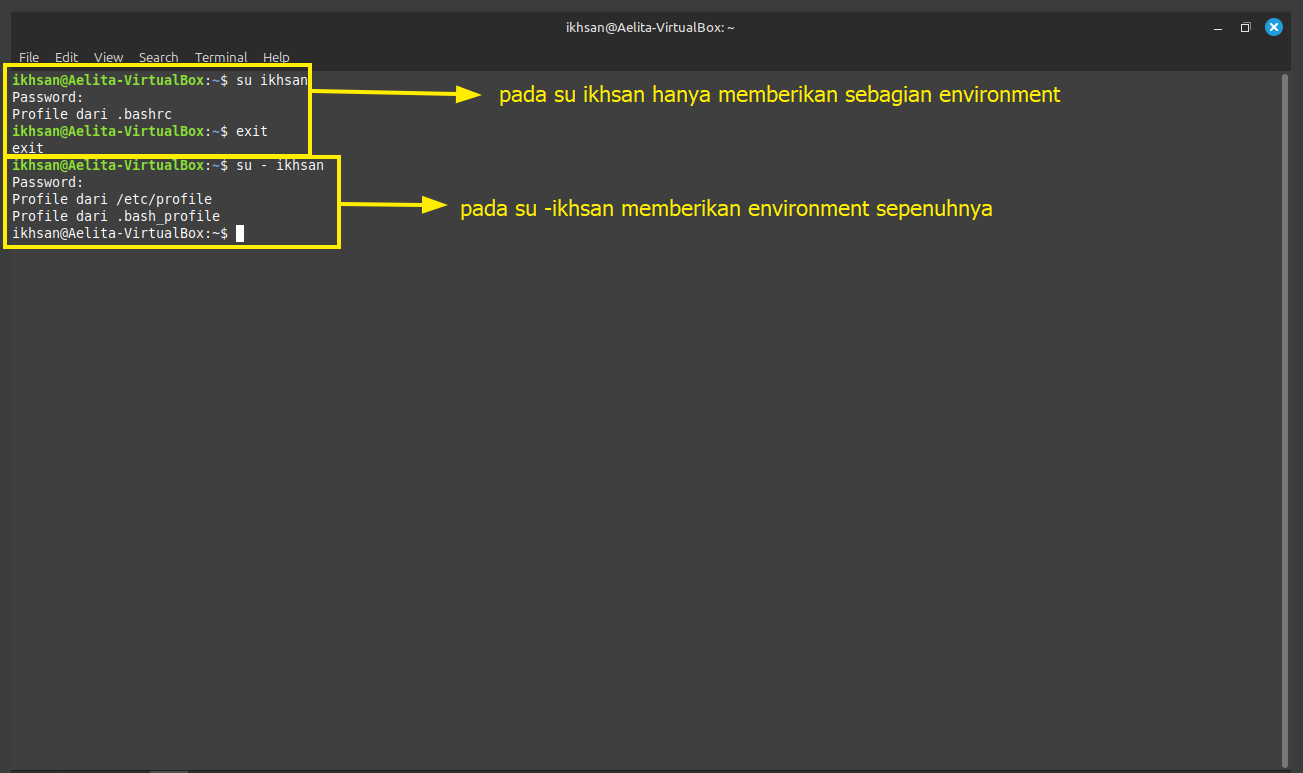 ikhsan@Aelita-VirtualBox: ~
File Edit View Search Terminal Help
ikhsan@Aelita-VirtualBox:~$ su ikhsan
Password:
Profile dari .bashrc
ikhsan@Aelita-VirtualBox:~$ exit
exit
pada su ikhsan hanya memberikan sebagian environment
ikhsan@Aelita-VirtualBox:~$ su - ikhsan
Password:
Profile dari /etc/profile
Profile dari .bash_profile
ikhsan@Aelita-VirtualBox:~$
pada su -ikhsan memberikan environment sepenuhnya